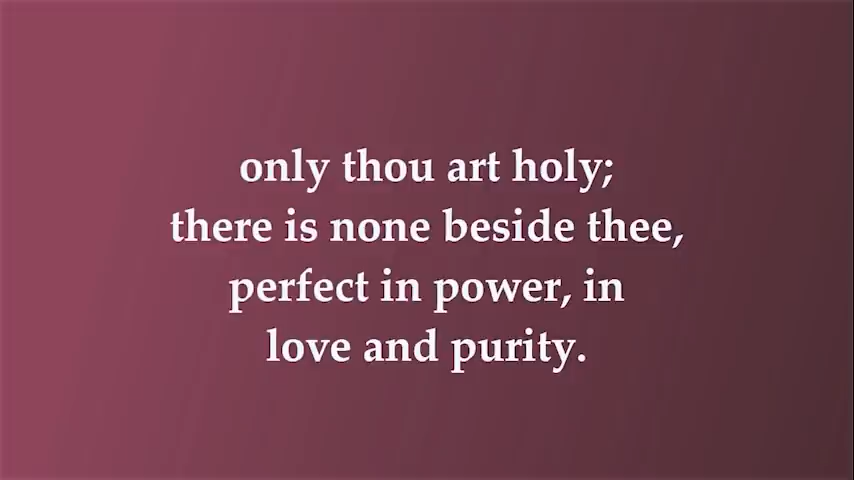 only thou art holy;
there is none beside thee,
perfect in power, in
love and purity.